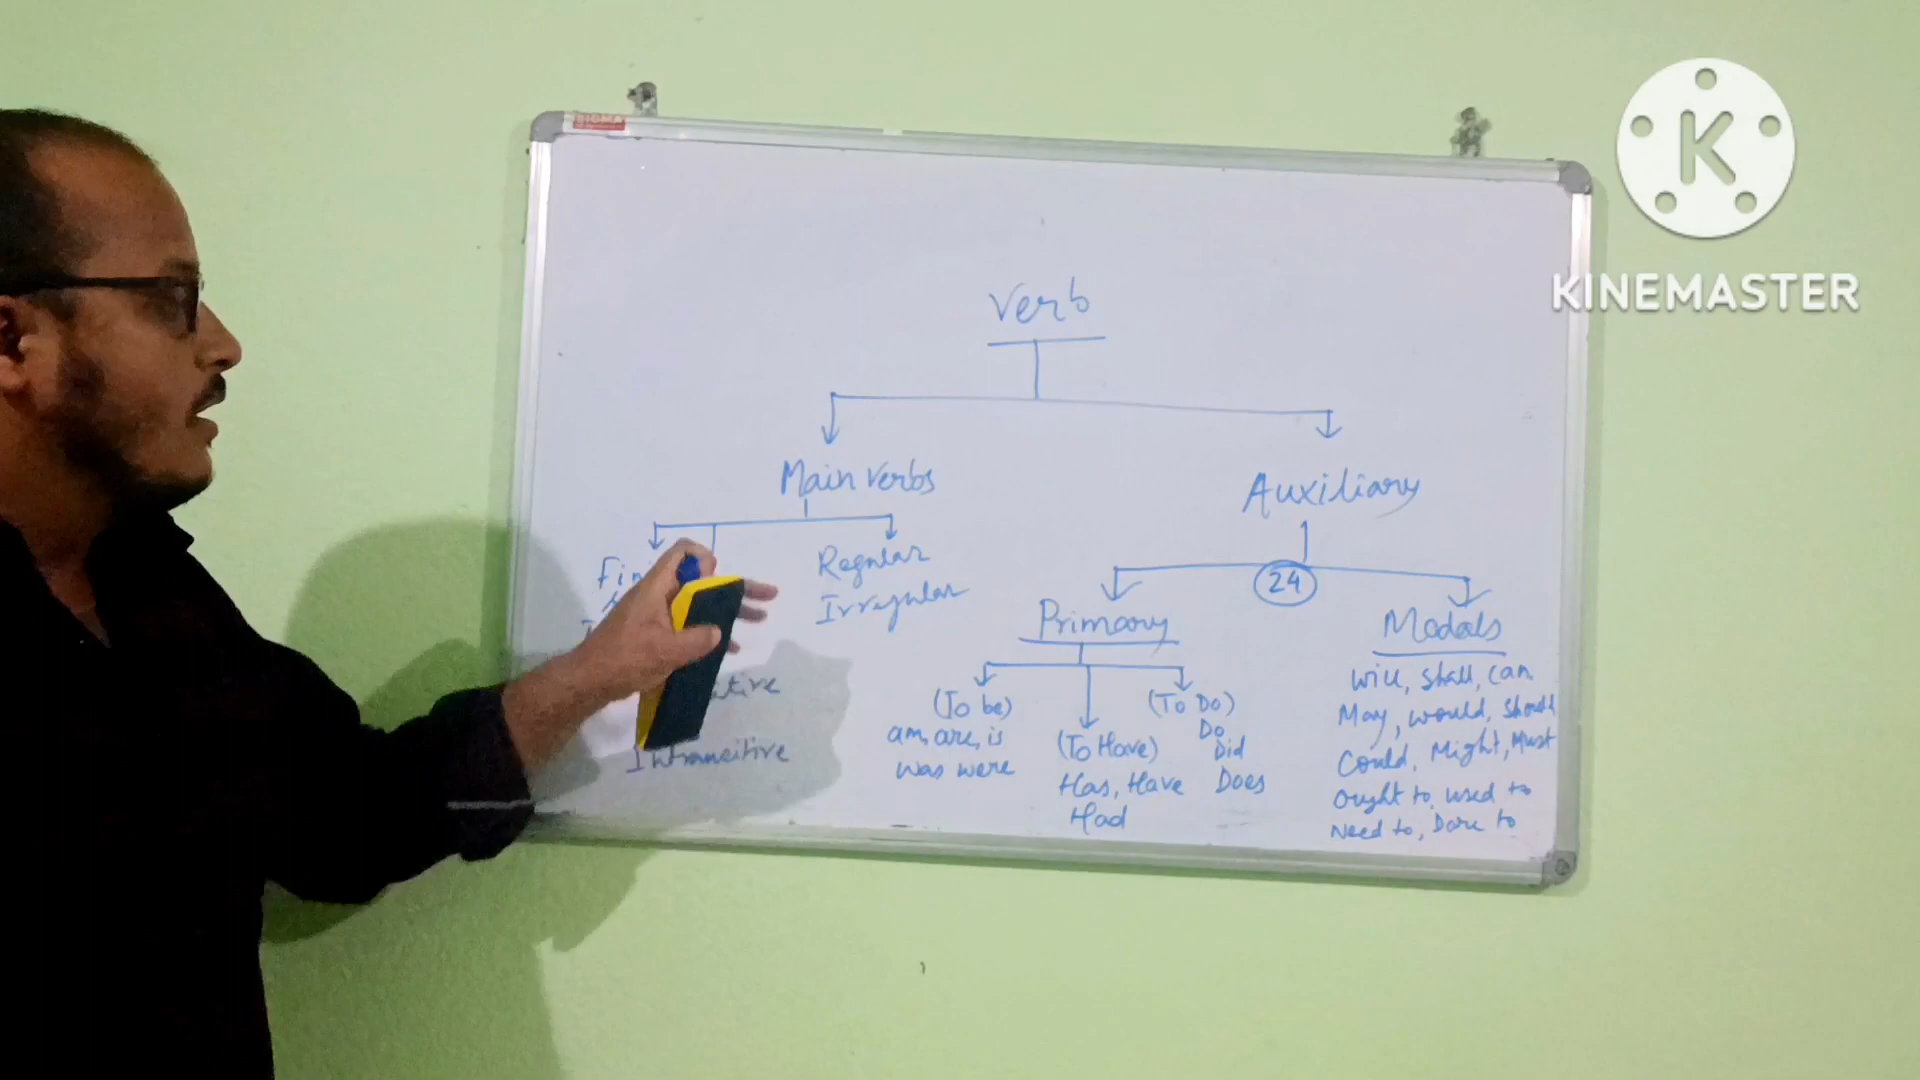 SIGMA
K
KINEMASTER
Verb
Main Verbs
Auxiliary
Regular
Irregular
24
Primary
Modals
Intransitive
(To be)
am, are, is
was were
(To Have)
Has, Have
Had
(To Do)
Do
Did
Does
will, shall, can
May, would, should
Could, Might, Must
ought to, used to
Need to, Dare to